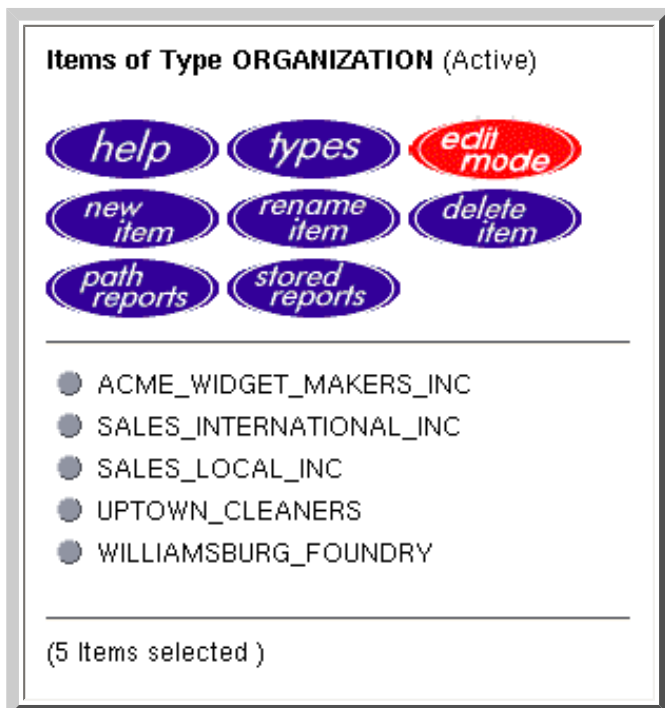 Items of Type ORGANIZATION (Active)
help
types
edit
mode
new
item
rename
item
delete
item
path
reports
stored
reports
ACME_WIDGET_MAKERS_INC
SALES_INTERNATIONAL_INC
SALES_LOCAL_INC
UPTOWN_CLEANERS
WILLIAMSBURG_FOUNDRY
(5 Items selected )